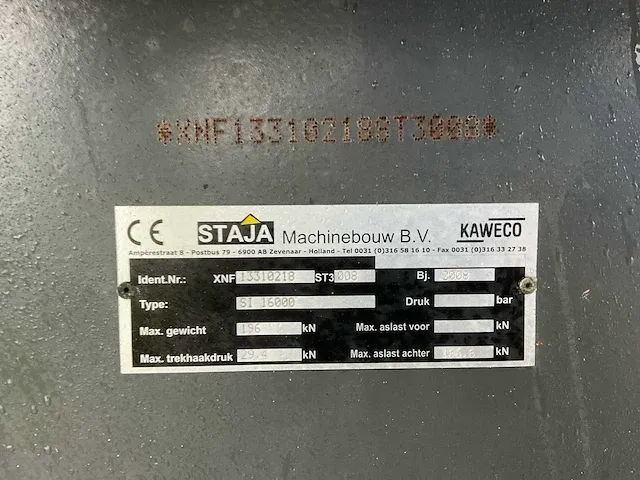 *XNF13310218ST3008*
CE STAJA Machinebouw B.V. KAWECO
Ampèrestraat 8 - Postbus 79 - 6900 AB Zevenaar - Holland - Tel 0031 (0)316 58 16 10 - Fax 0031 (0)316 33 27 38
Ident.Nr.: XNF 13310218 ST3 008 Bj. 2008
Type: SI 16000 Druk bar
Max. gewicht 196 kN Max. aslast voor kN
Max. trekhaakdruk 29,4 kN Max. aslast achter kN